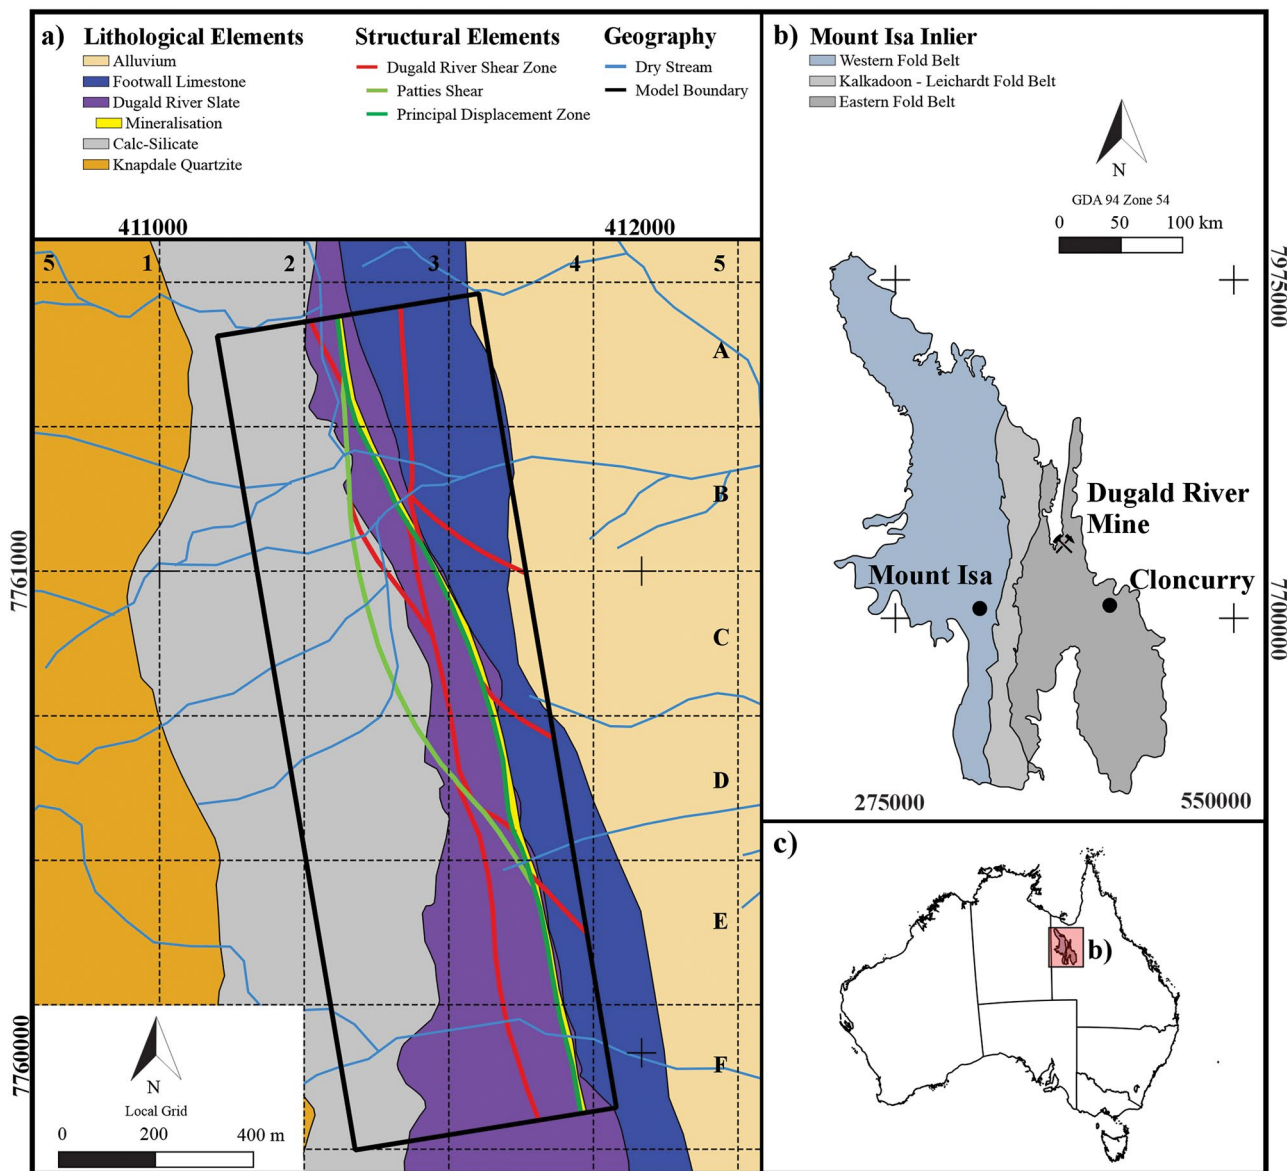 a) Lithological Elements
Alluvium
Footwall Limestone
Dugald River Slate
Mineralisation
Calc-Silicate
Knapdale Quartzite
Structural Elements
Dugald River Shear Zone
Patties Shear
Principal Displacement Zone
Geography
Dry Stream
Model Boundary
411000
412000
5 1 2 3 4 5
A
B
C
D
E
F
7761000
7760000
N
Local Grid
0 200 400 m
b) Mount Isa Inlier
Western Fold Belt
Kalkadoon - Leichardt Fold Belt
Eastern Fold Belt
N
GDA 94 Zone 54
0 50 100 km
7975000
Dugald River
Mine
Mount Isa
Cloncurry
7700000
275000
550000
c)
b)